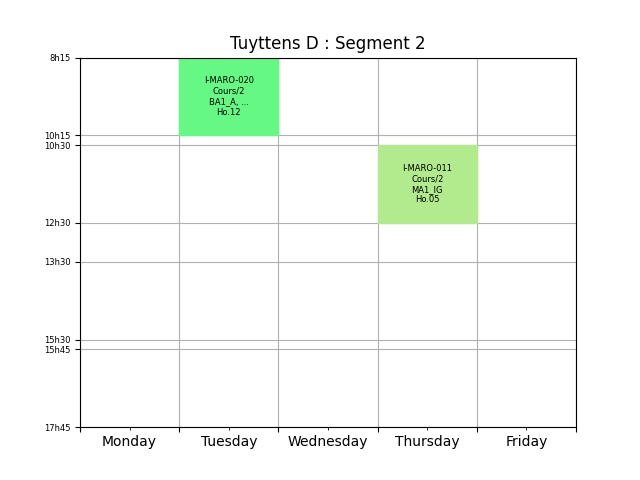 Tuyttens D : Segment 2
8h15
I-MARO-020
Cours/2
BA1_A, ...
Ho.12
10h15
10h30
I-MARO-011
Cours/2
MA1_IG
Ho.05
12h30
13h30
15h30
15h45
17h45
Monday Tuesday Wednesday Thursday Friday